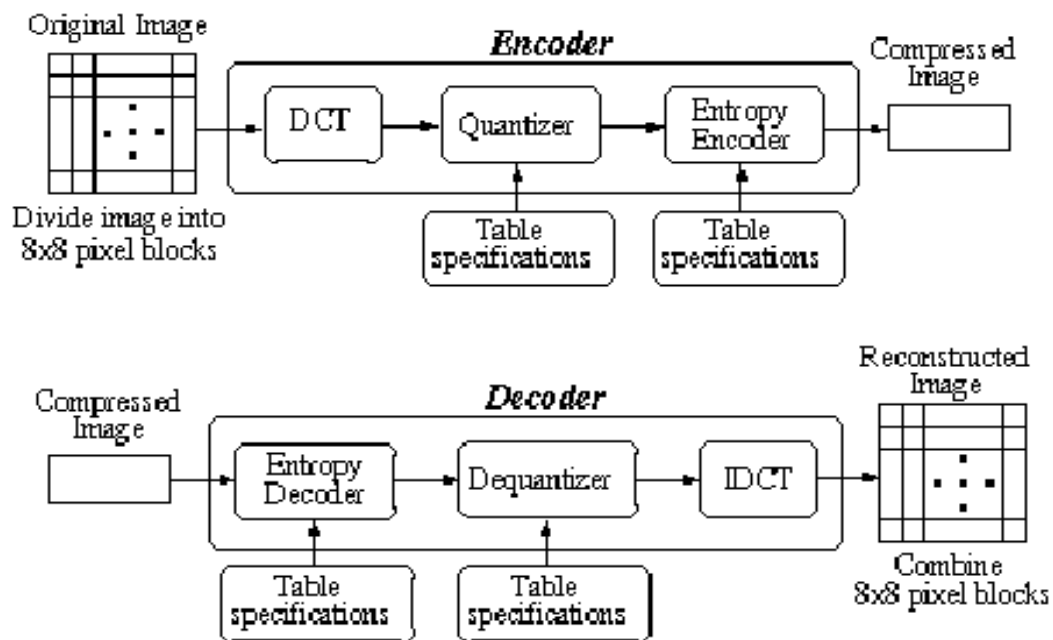 Original Image
Encoder
Compressed
Image
DCT
Quantizer
Entropy
Encoder
Divide image into
8x8 pixel blocks
Table
specifications
Table
specifications
Compressed
Image
Decoder
Reconstructed
Image
Entropy
Decoder
Dequantizer
IDCT
Table
specifications
Table
specifications
Combine
8x8 pixel blocks